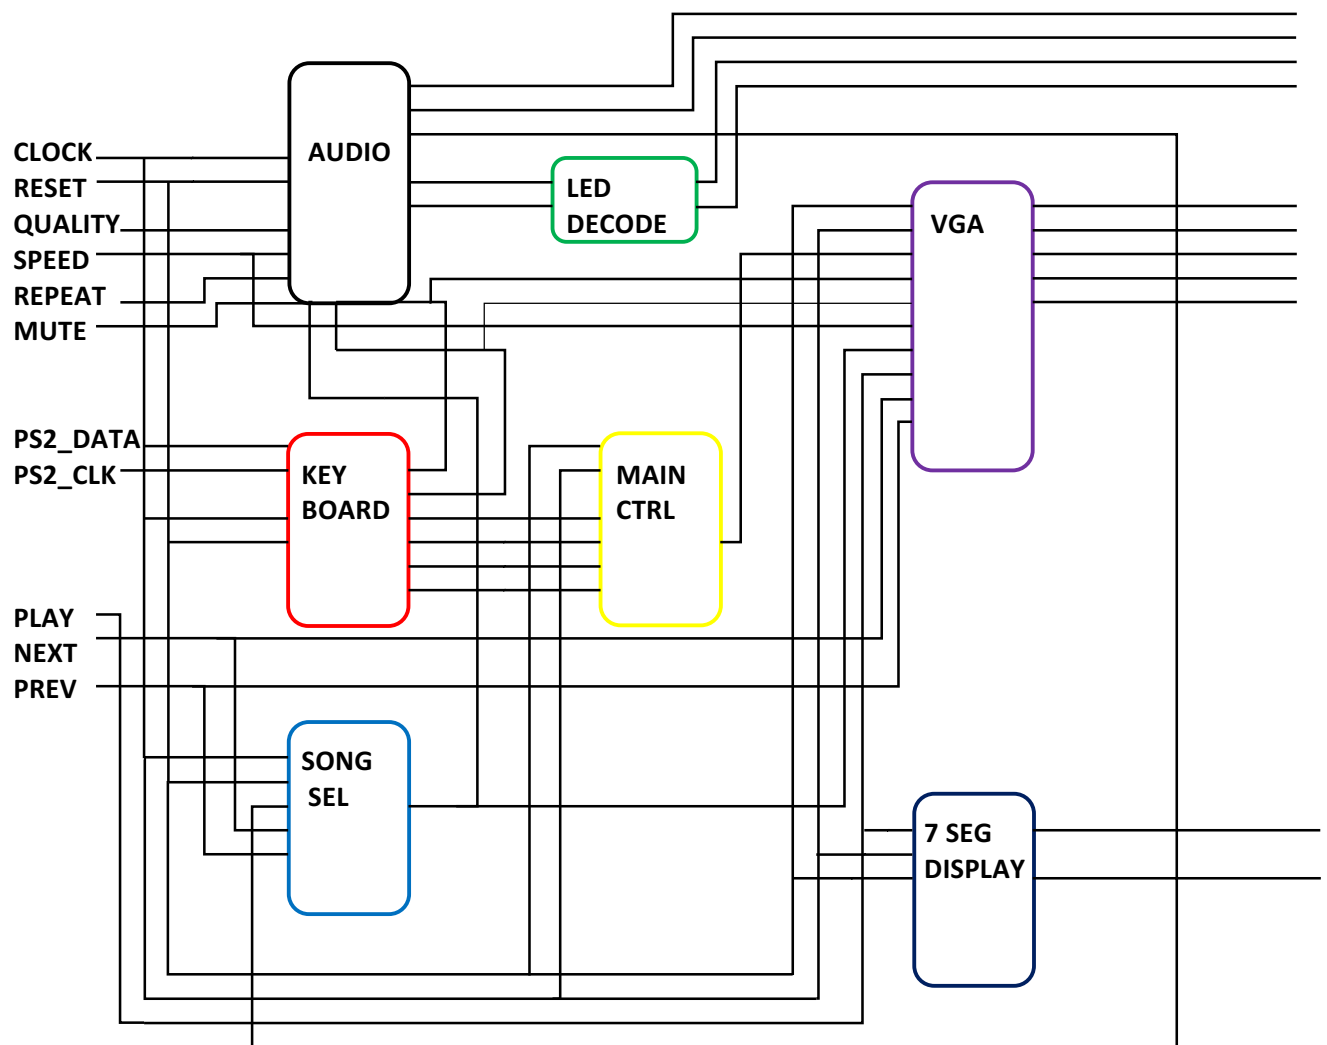 CLOCK
RESET
QUALITY
SPEED
REPEAT
MUTE
PS2_DATA
PS2_CLK
PLAY
NEXT
PREV
AUDIO
LED
DECODE
VGA
KEY
BOARD
MAIN
CTRL
SONG
SEL
7 SEG
DISPLAY